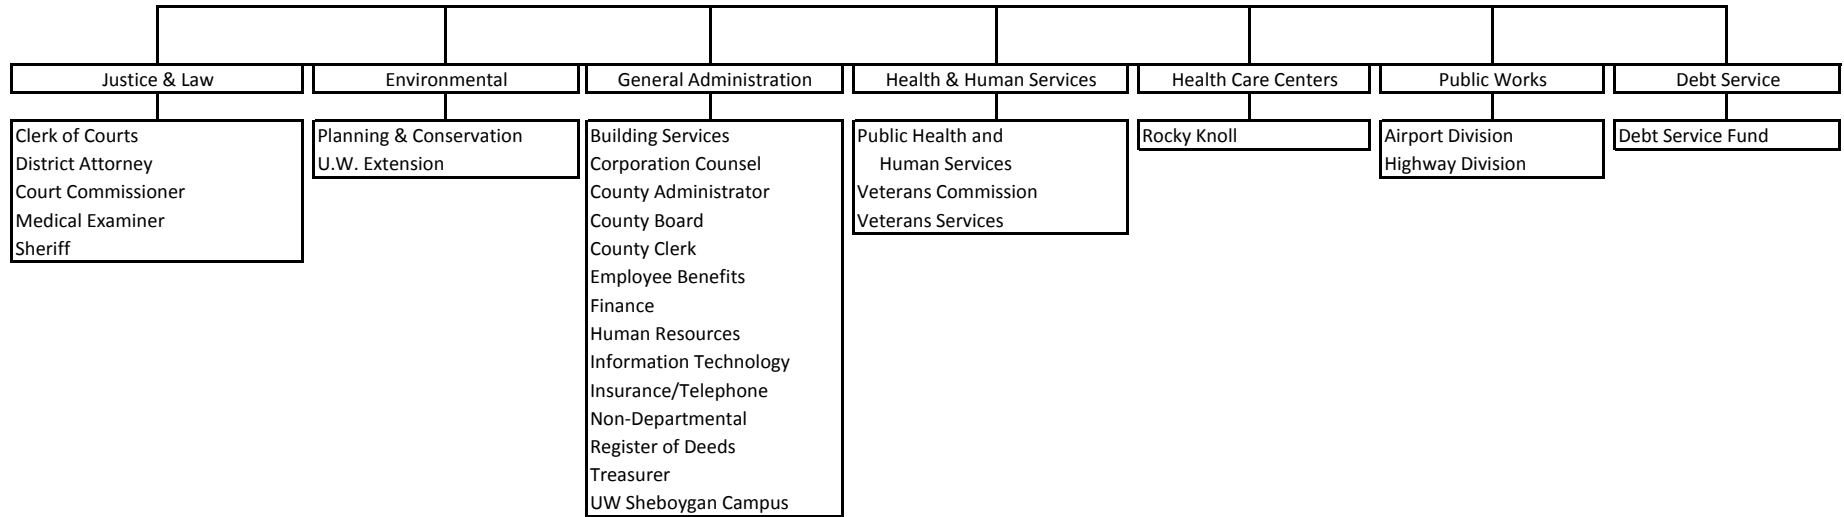 Justice & Law
Environmental
General Administration
Health & Human Services
Health Care Centers
Public Works
Debt Service
Clerk of Courts
District Attorney
Court Commissioner
Medical Examiner
Sheriff
Planning & Conservation
U.W. Extension
Building Services
Corporation Counsel
County Administrator
County Board
County Clerk
Employee Benefits
Finance
Human Resources
Information Technology
Insurance/Telephone
Non-Departmental
Register of Deeds
Treasurer
UW Sheboygan Campus
Public Health and
Human Services
Veterans Commission
Veterans Services
Rocky Knoll
Airport Division
Highway Division
Debt Service Fund